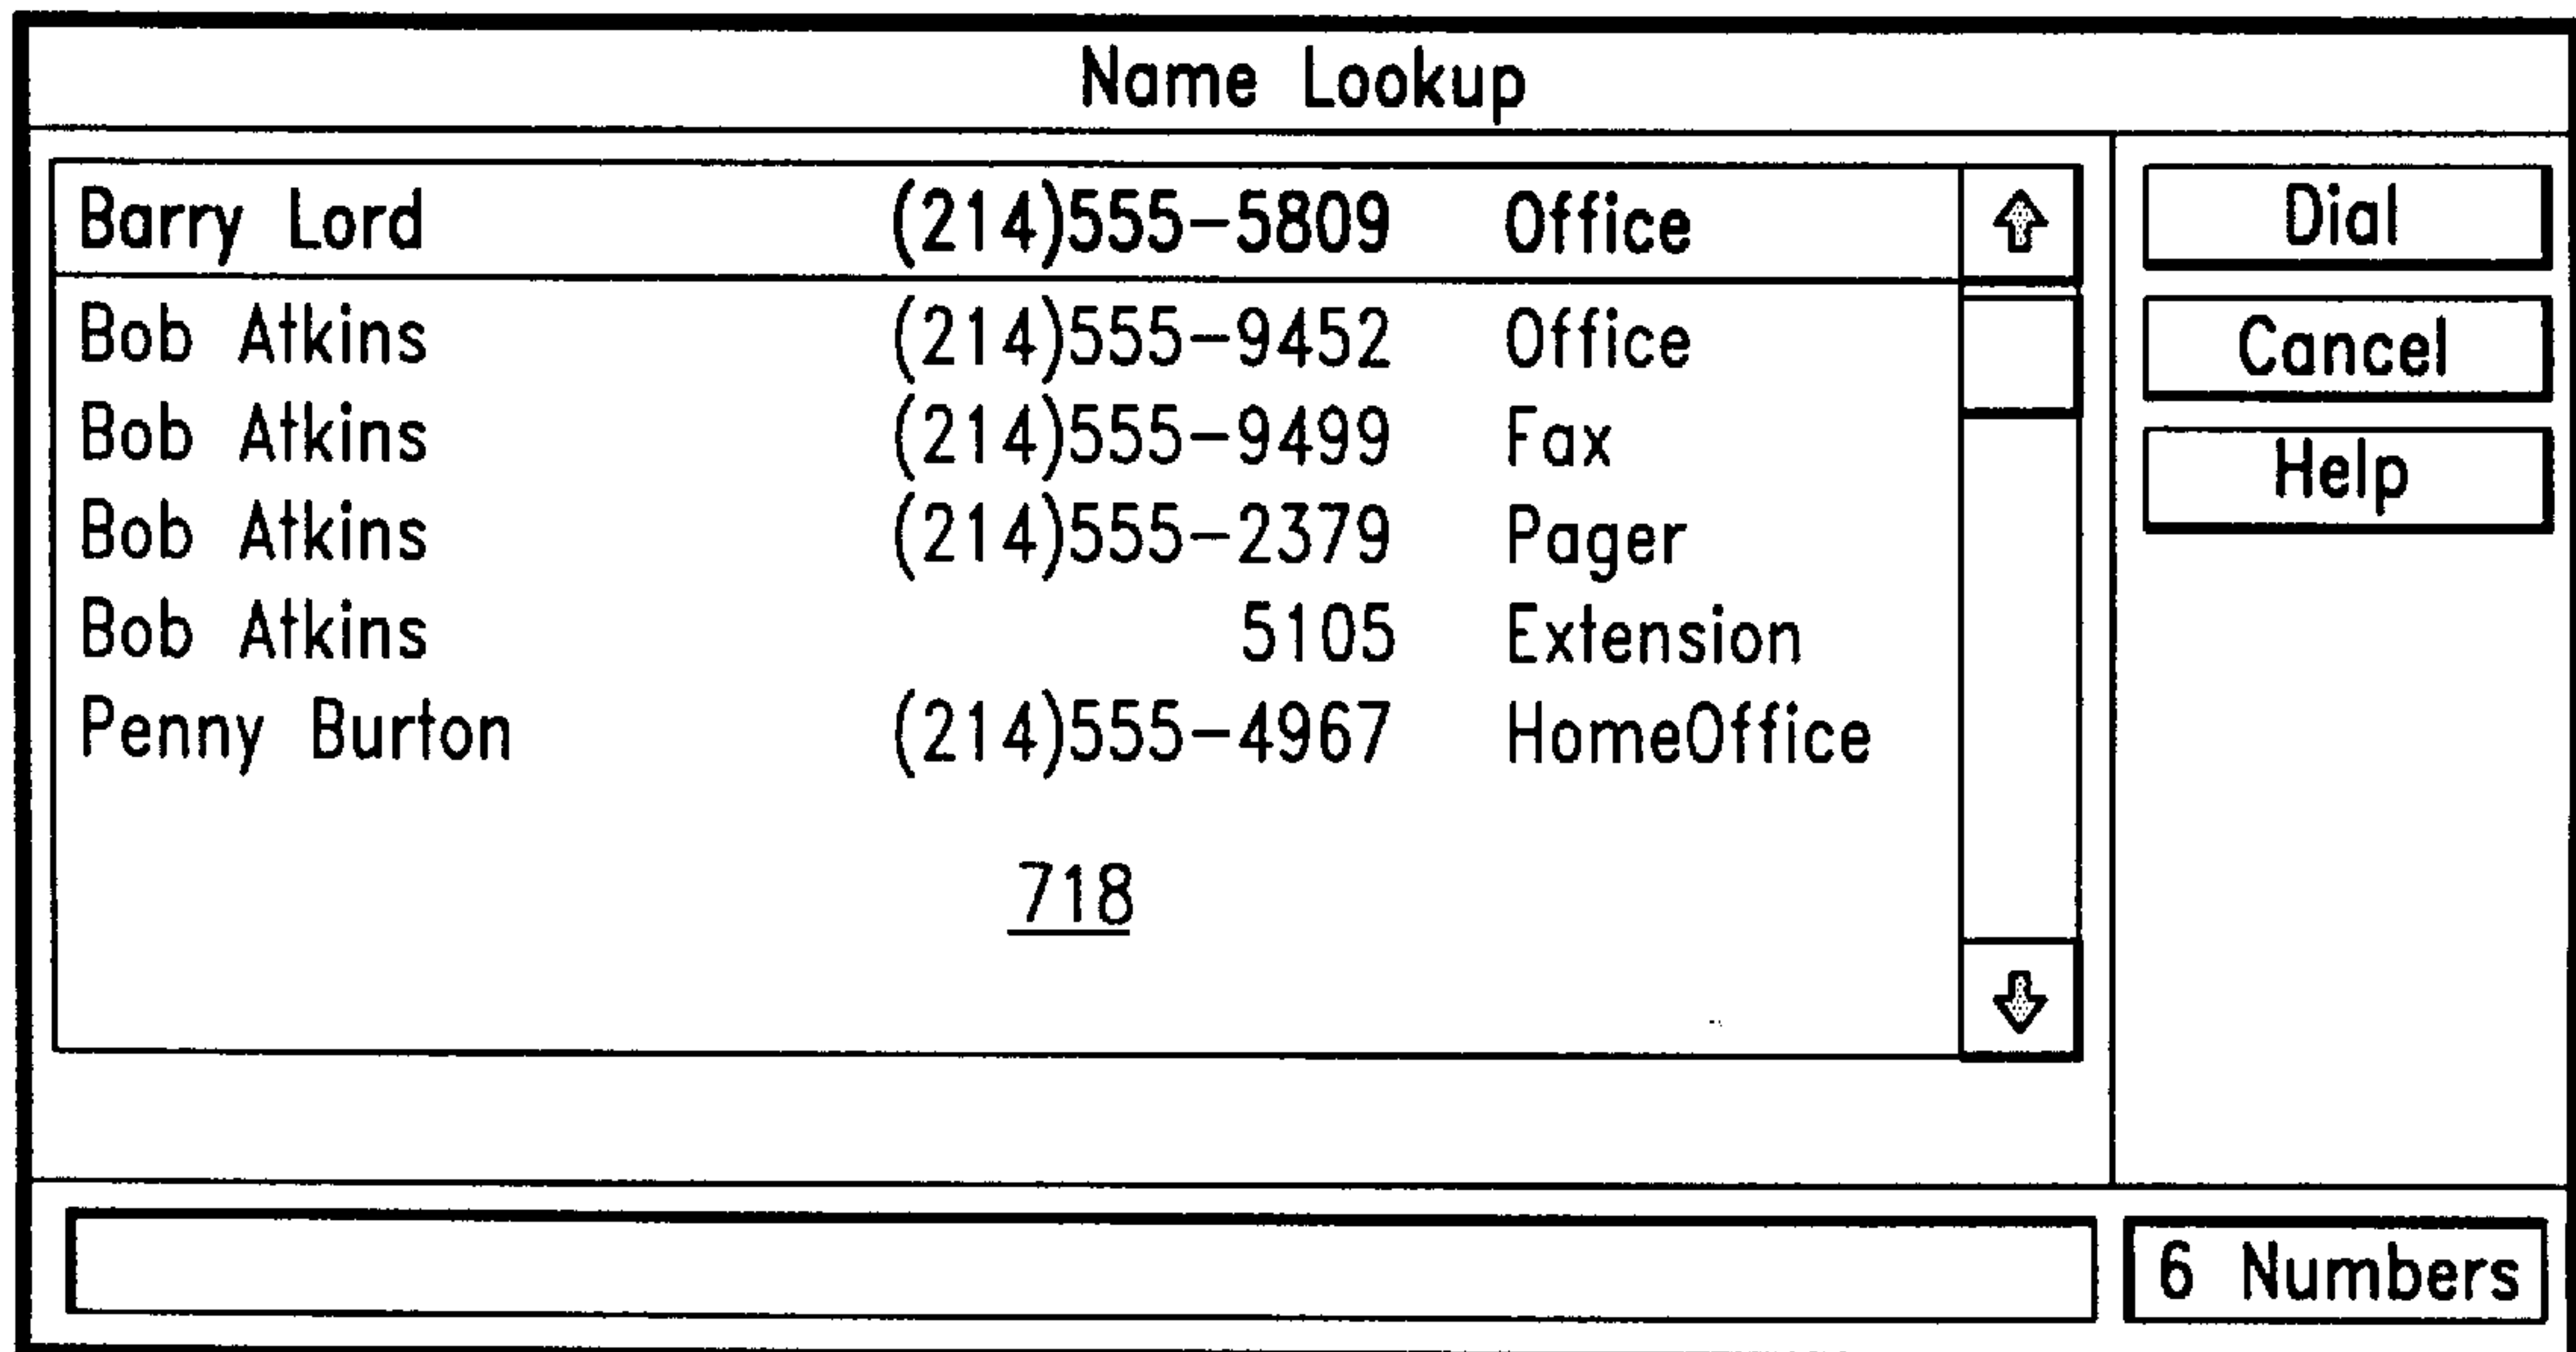 Name Lookup
Barry Lord (214)555-5809 Office
Bob Atkins (214)555-9452 Office
Bob Atkins (214)555-9499 Fax
Bob Atkins (214)555-2379 Pager
Bob Atkins 5105 Extension
Penny Burton (214)555-4967 HomeOffice
718
Dial
Cancel
Help
6 Numbers